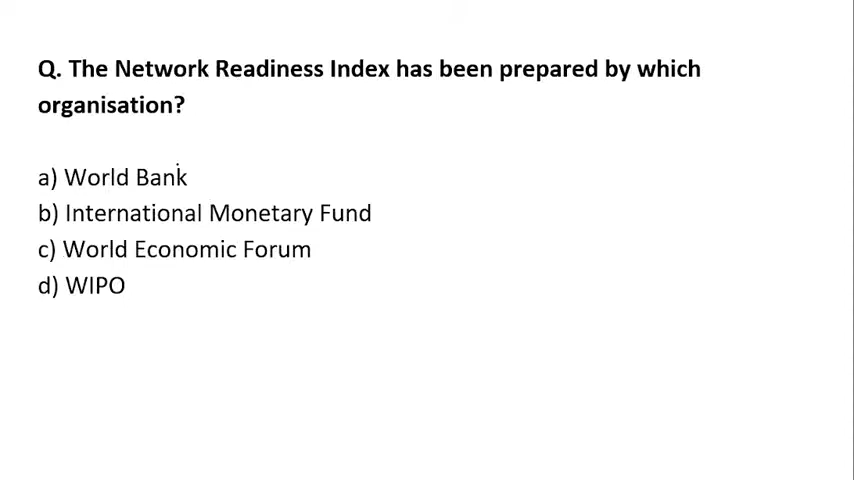 Q. The Network Readiness Index has been prepared by which
organisation?
a) World Bank
b) International Monetary Fund
c) World Economic Forum
d) WIPO